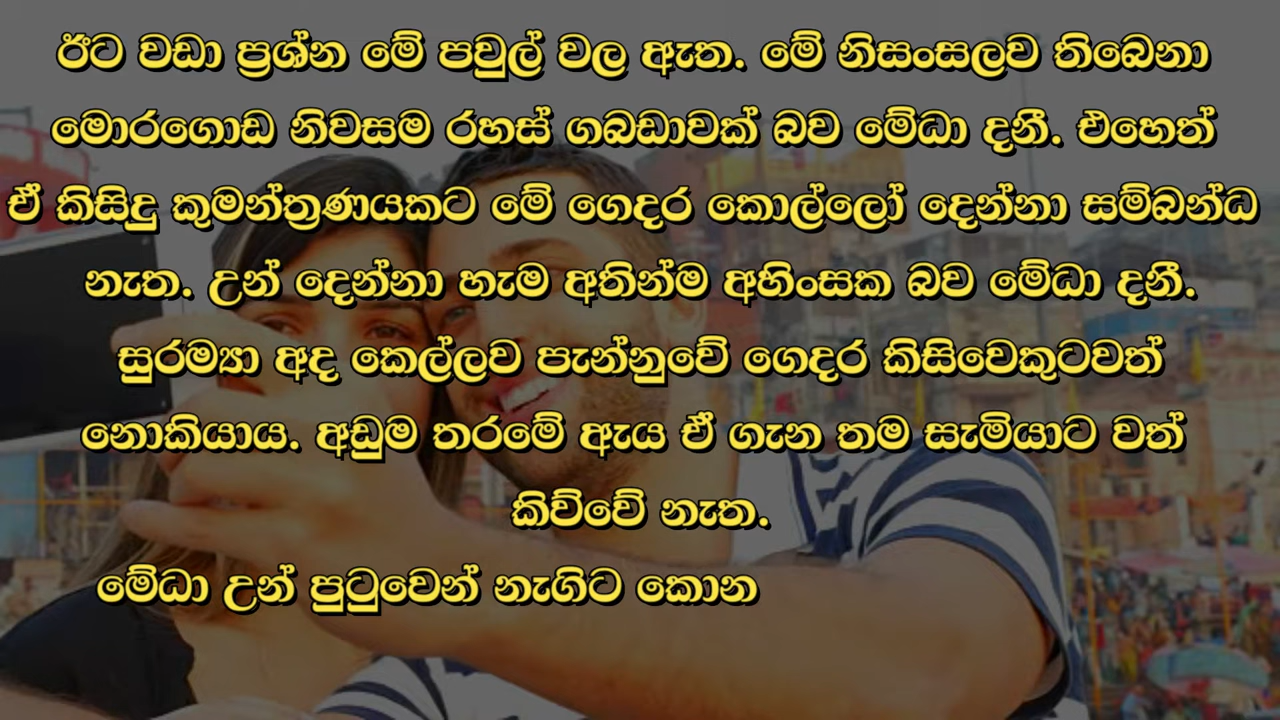 ඊට වඩා ප්‍රශ්න මේ පවුල් වල ඇත. මේ නිසංසලව තිබෙනා
මොරගොඩ නිවසම රහස් ගබඩාවක් බව මේධා දනී. එහෙත්
ඒ කිසිදු කුමන්ත්‍රණයකට මේ ගෙදර කොල්ලෝ දෙන්නා සම්බන්ධ
නැත. උන් දෙන්නා හැම අතින්ම අහිංසක බව මේධා දනී.
සුරම්‍යා අද කෙල්ලව පැන්නුවේ ගෙදර කිසිවෙකුටවත්
නොකියාය. අඩුම තරමේ ඇය ඒ ගැන තම සැමියාට වත්
කිව්වේ නැත.
මේධා උන් පුටුවෙන් නැගිට කොන